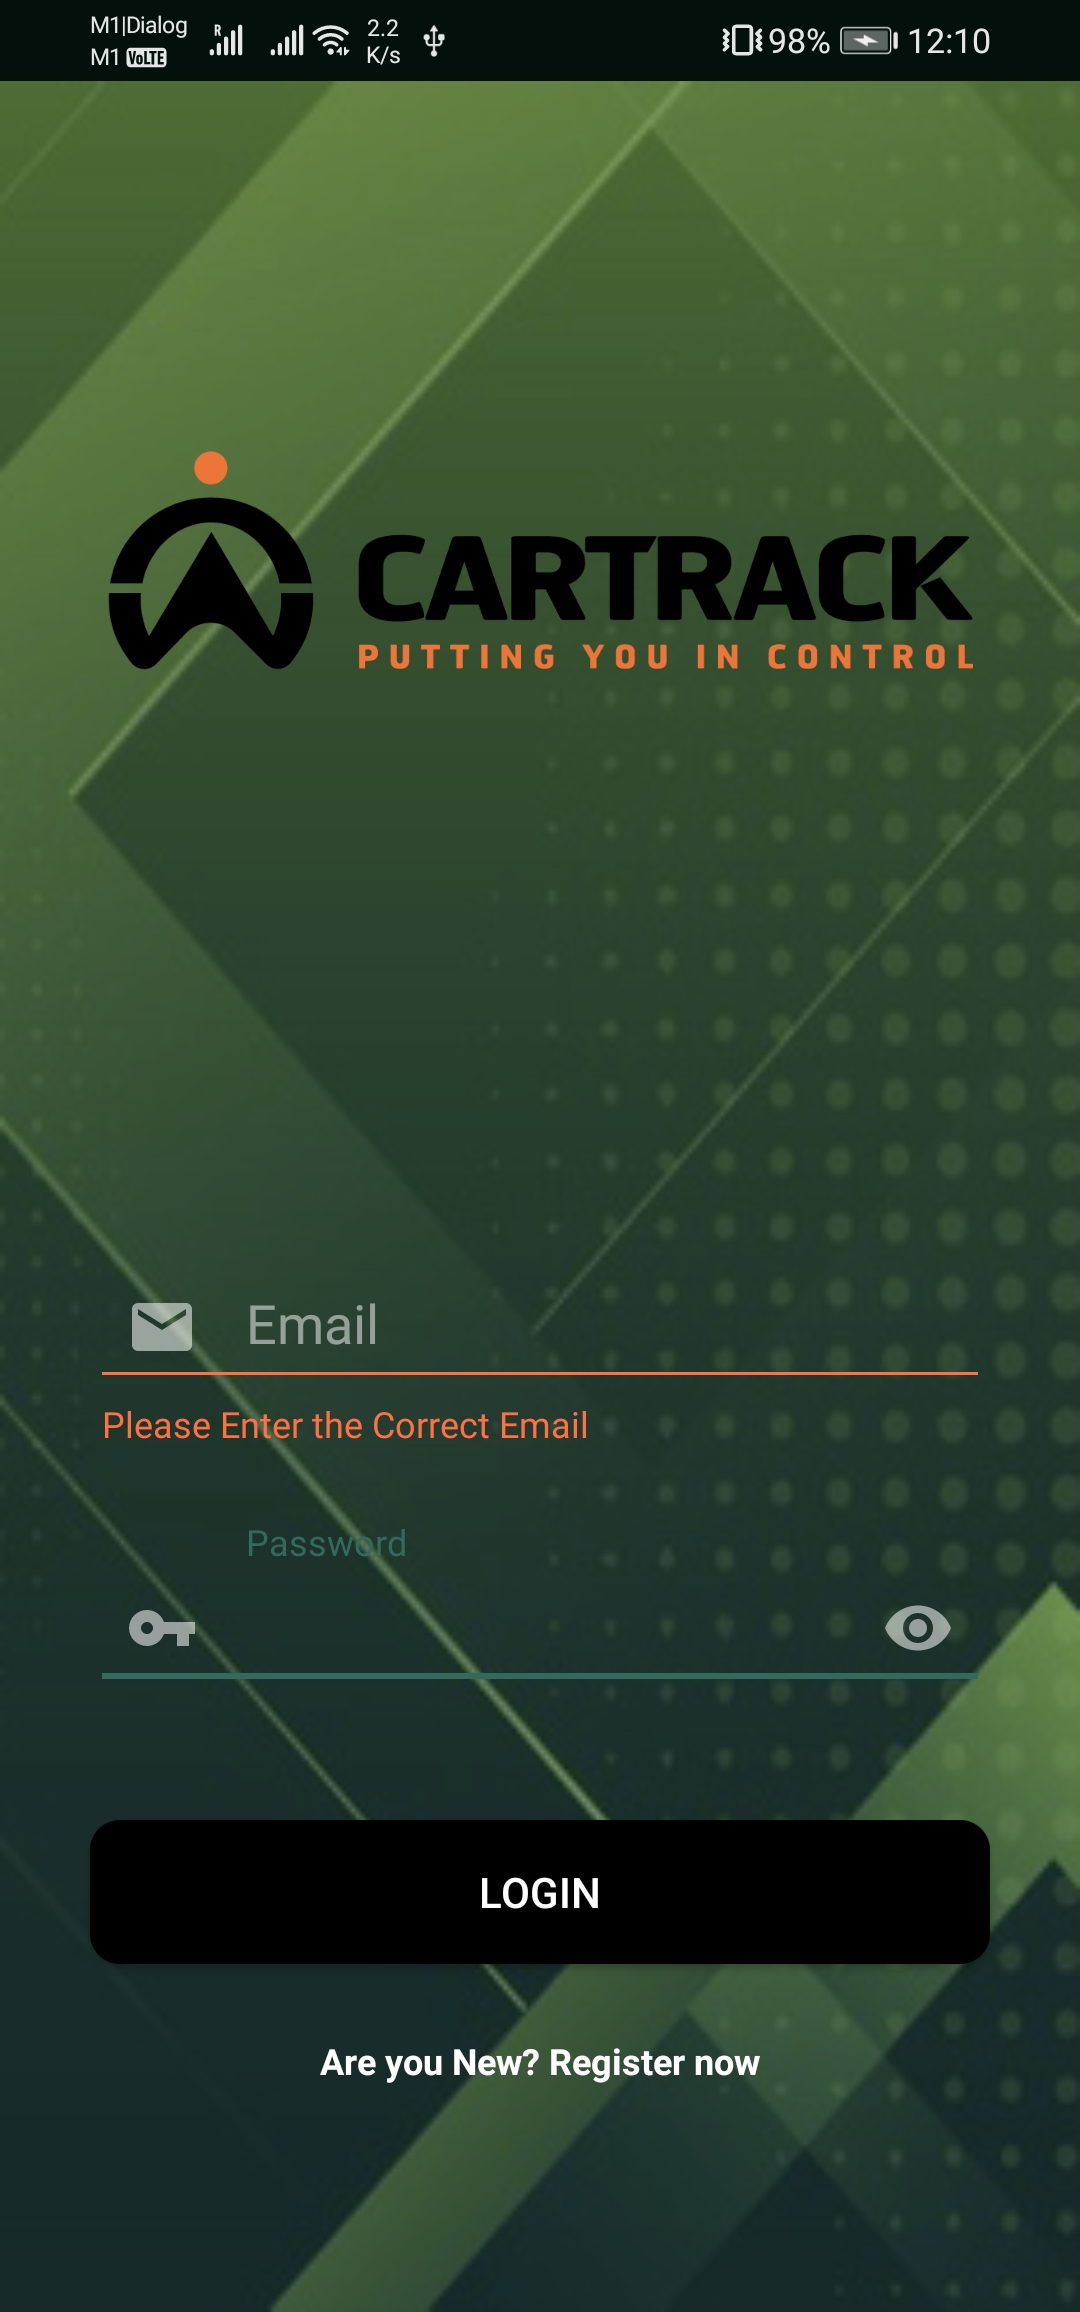 M1|Dialog
M1 VoLTE
R
2.2
K/s
98%
12:10
CARTRACK
PUTTING YOU IN CONTROL
Email
Please Enter the Correct Email
Password
LOGIN
Are you New? Register now